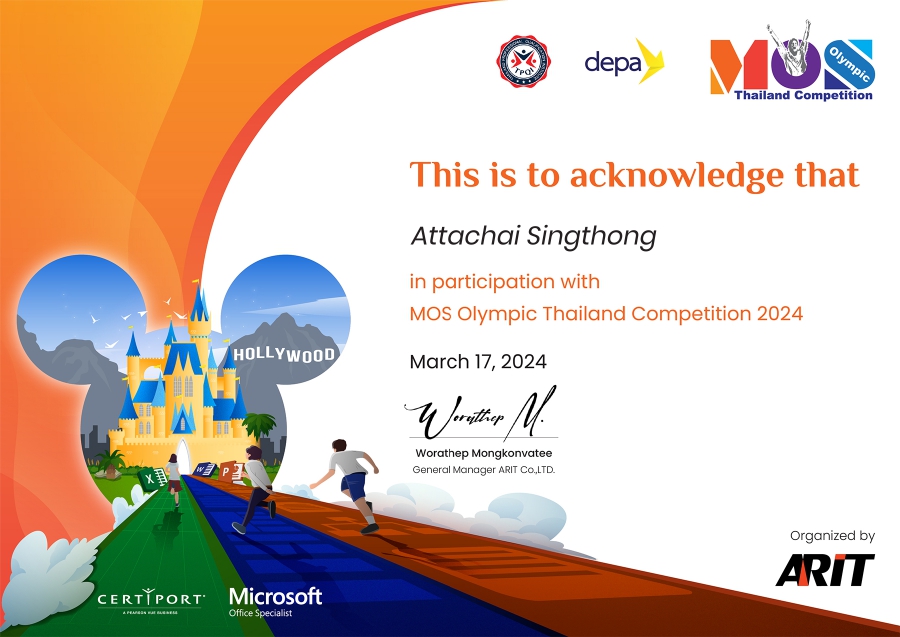 TPQI
depa
MOS
Olympic
Thailand Competition
This is to acknowledge that
Attachai Singthong
in participation with
MOS Olympic Thailand Competition 2024
March 17, 2024
Worathep M.
Worathep Mongkonvatee
General Manager ARIT Co.,LTD.
HOLLYWOOD
X
W
P
Organized by
ARiT
CERTIPORT
A PEARSON VUE BUSINESS
Microsoft
Office Specialist